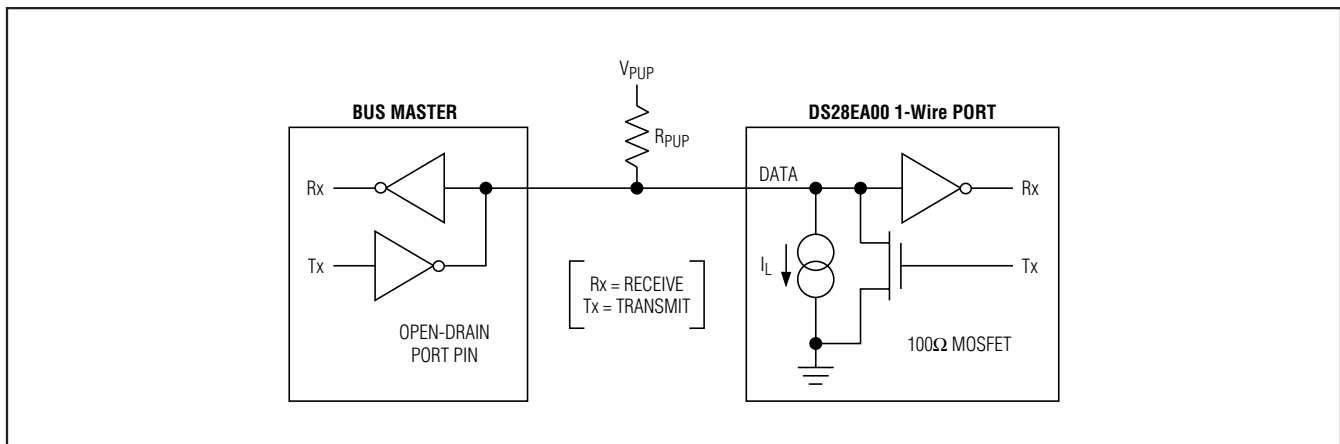 V_PUP
BUS MASTER
DS28EA00 1-Wire PORT
R_PUP
Rx
DATA
Rx
Tx
I_L
Tx
Rx = RECEIVE
Tx = TRANSMIT
OPEN-DRAIN
PORT PIN
100Ω MOSFET